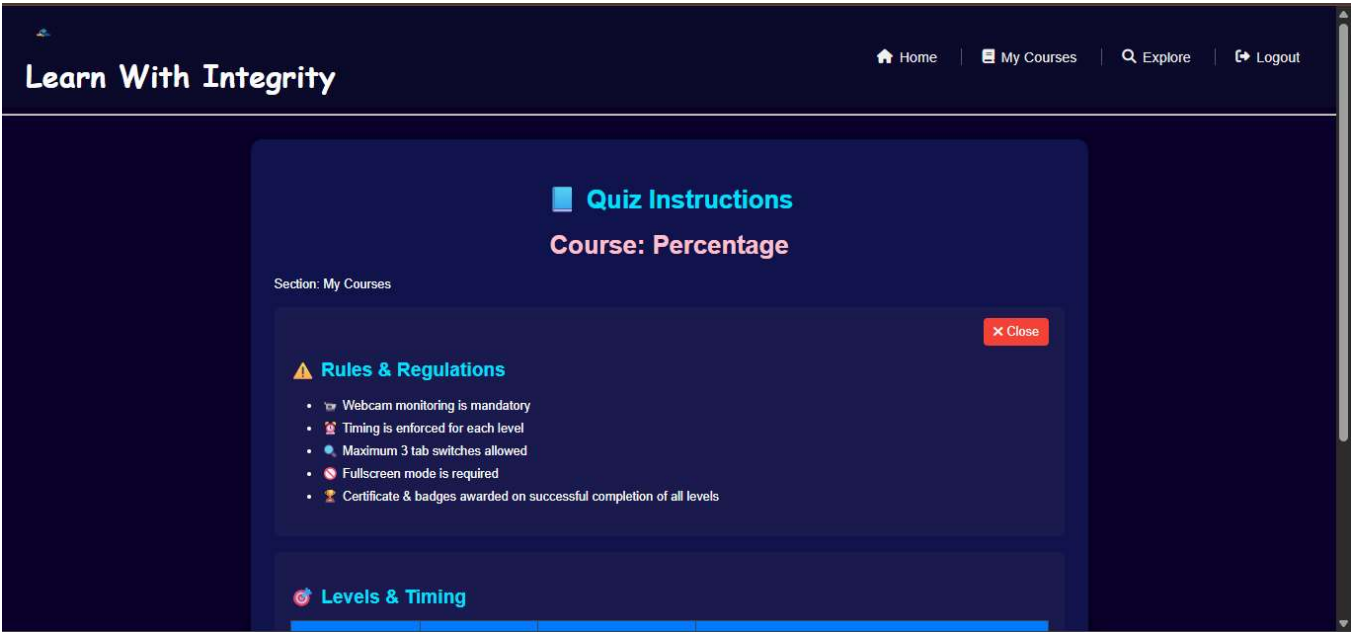 Learn With Integrity
Home
My Courses
Explore
Logout
Quiz Instructions
Course: Percentage
Section: My Courses
Close
Rules & Regulations
Webcam monitoring is mandatory
Timing is enforced for each level
Maximum 3 tab switches allowed
Fullscreen mode is required
Certificate & badges awarded on successful completion of all levels
Levels & Timing